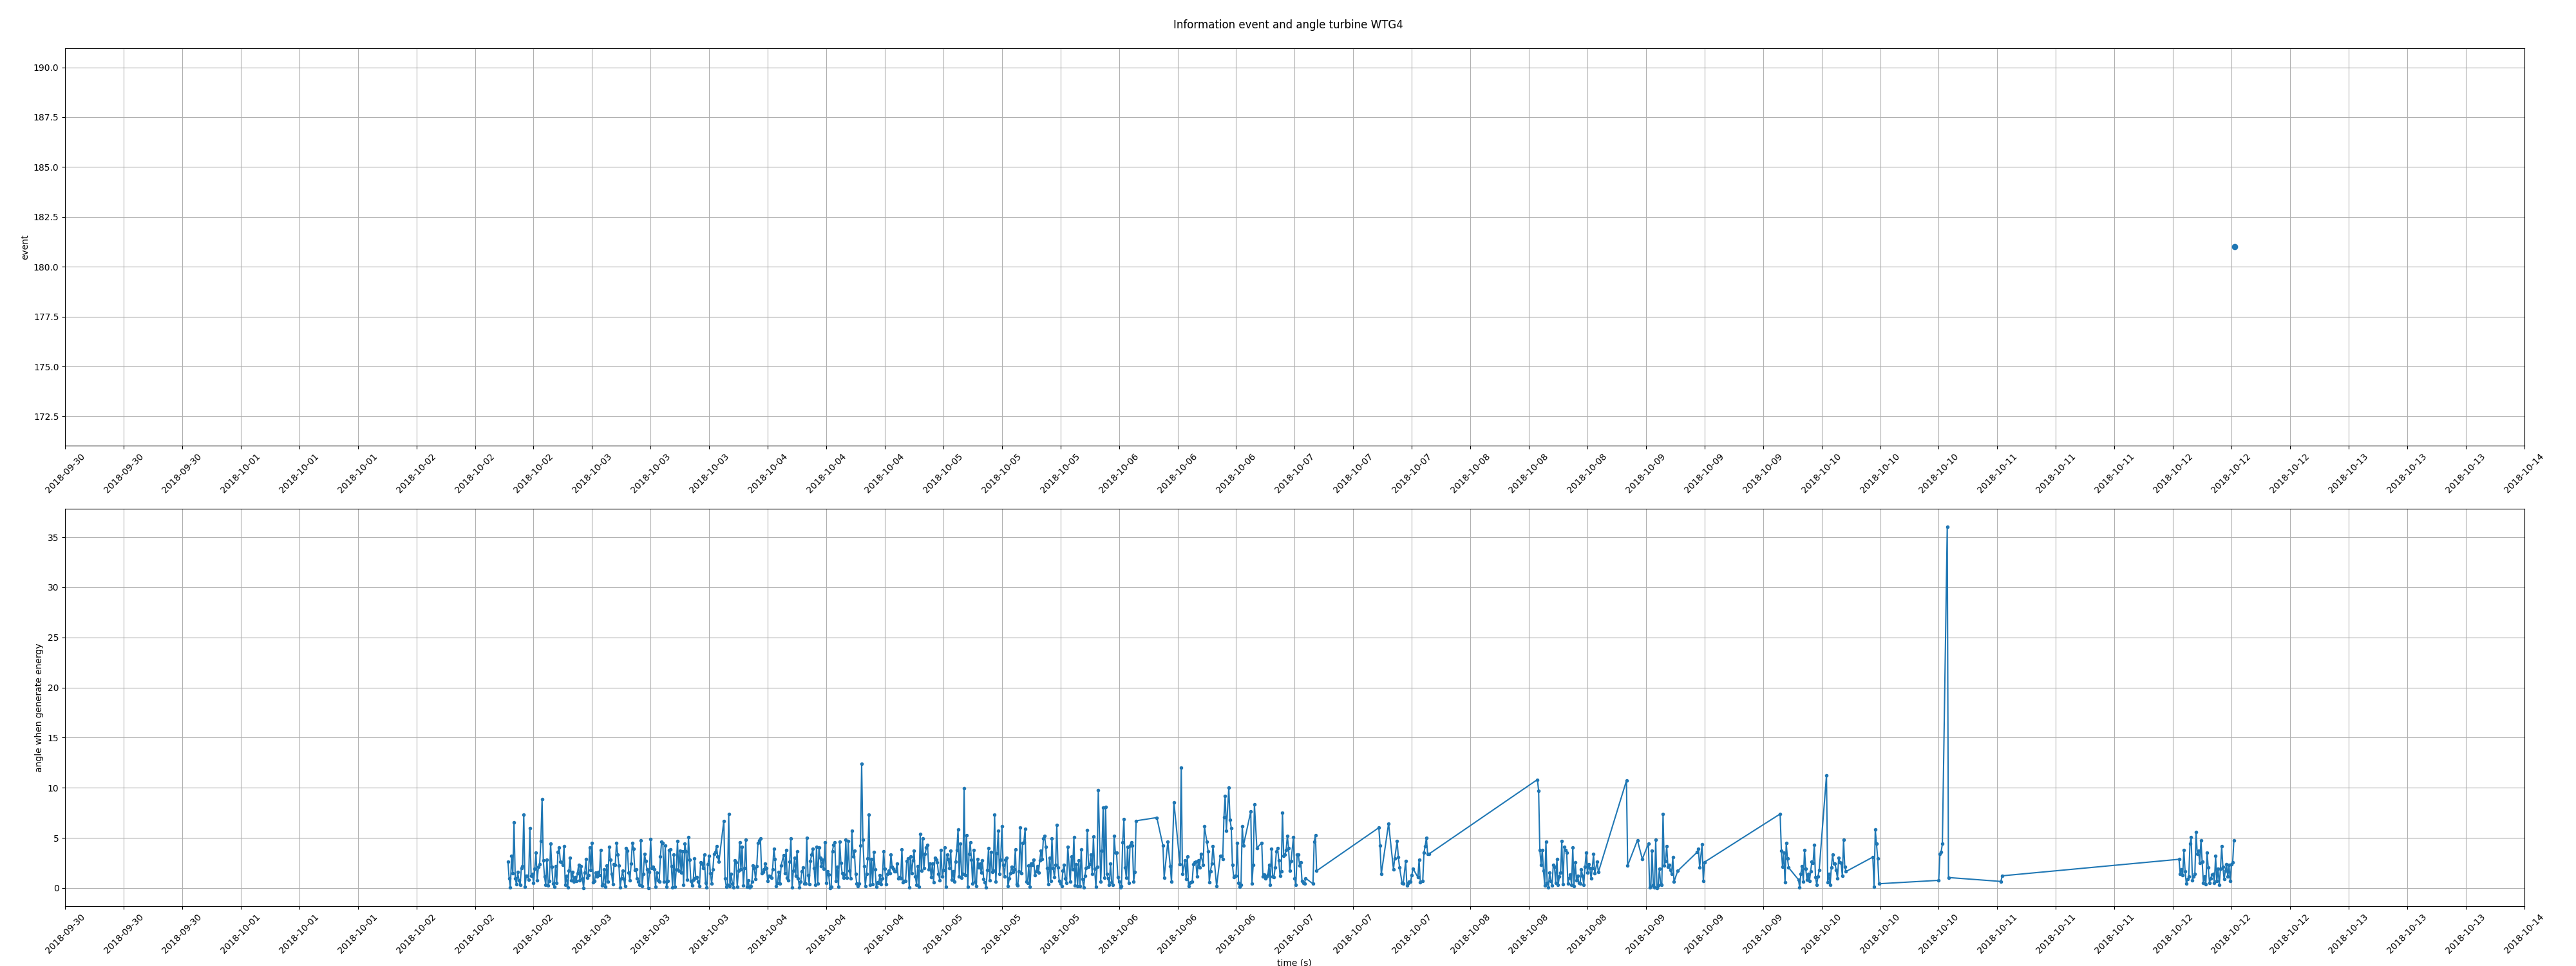 Information event and angle turbine WTG4
190.0
187.5
185.0
182.5
180.0
177.5
175.0
172.5
event
2018-09-30 2018-09-30 2018-09-30 2018-10-01 2018-10-01 2018-10-01 2018-10-02 2018-10-02 2018-10-02 2018-10-03 2018-10-03 2018-10-03 2018-10-04 2018-10-04 2018-10-04 2018-10-05 2018-10-05 2018-10-05 2018-10-06 2018-10-06 2018-10-06 2018-10-07 2018-10-07 2018-10-07 2018-10-08 2018-10-08 2018-10-08 2018-10-09 2018-10-09 2018-10-09 2018-10-10 2018-10-10 2018-10-10 2018-10-11 2018-10-11 2018-10-11 2018-10-12 2018-10-12 2018-10-12 2018-10-13 2018-10-13 2018-10-13 2018-10-14
35
30
25
20
15
10
5
0
angle when generate energy
2018-09-30 2018-09-30 2018-09-30 2018-10-01 2018-10-01 2018-10-01 2018-10-02 2018-10-02 2018-10-02 2018-10-03 2018-10-03 2018-10-03 2018-10-04 2018-10-04 2018-10-04 2018-10-05 2018-10-05 2018-10-05 2018-10-06 2018-10-06 2018-10-06 2018-10-07 2018-10-07 2018-10-07 2018-10-08 2018-10-08 2018-10-08 2018-10-09 2018-10-09 2018-10-09 2018-10-10 2018-10-10 2018-10-10 2018-10-11 2018-10-11 2018-10-11 2018-10-12 2018-10-12 2018-10-12 2018-10-13 2018-10-13 2018-10-13 2018-10-14
time (s)